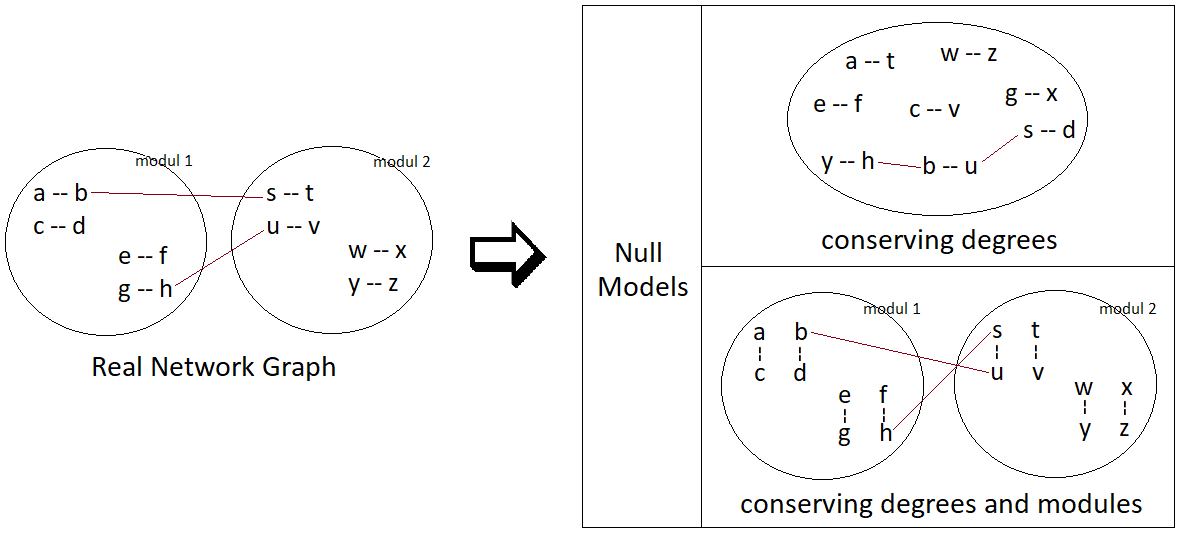 modul 1
modul 2
a -- b
s -- t
c -- d
u -- v
e -- f
w -- x
g -- h
y -- z
Real Network Graph
Null
Models
a -- t
w -- z
e -- f
c -- v
g -- x
s -- d
y -- h
b -- u
conserving degrees
modul 1
modul 2
a b
s t
c d
u v
e f
w x
g h
y z
conserving degrees and modules